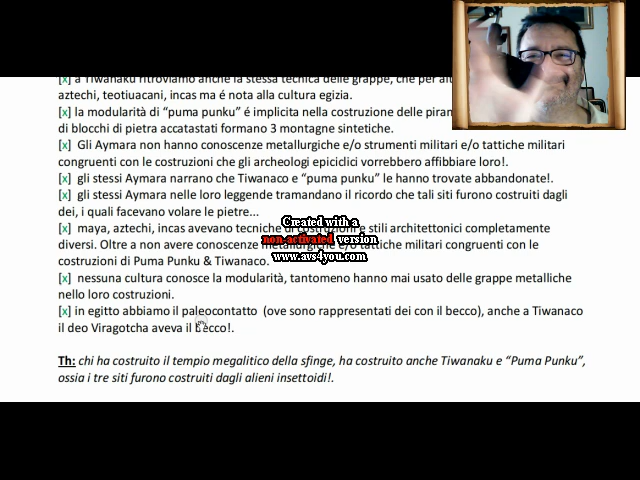 [x] a Tiwanaku ritroviamo anche la stessa tecnica delle grappe, che per
aztechi, teotiuacani, incas ma é nota alla cultura egizia.
[x] la modularità di “puma punku” é implicita nella costruzione delle
di blocchi di pietra accatastati formano 3 montagne sintetiche.
[x] Gli Aymara non hanno conoscenze metallurgiche e/o strumenti militari e/o tattiche militari
congruenti con le costruzioni che gli archeologi epiciclici vorrebbero affibbiare loro!.
[x] gli stessi Aymara narrano che Tiwanaco e “puma punku” le hanno trovate abbandonate!.
[x] gli stessi Aymara nelle loro leggende tramandano il ricordo che tali siti furono costruiti dagli
dei, i quali facevano volare le pietre...
[x] maya, aztechi, incas avevano tecniche di costruzioni e stili architettonici completamente
diversi. Oltre a non avere conoscenze metallurgiche e/o tattiche militari congruenti con le
costruzioni di Puma Punku & Tiwanaco.
[x] nessuna cultura conosce la modularità, tantomeno hanno mai usato delle grappe metalliche
nello loro costruzioni.
[x] in egitto abbiamo il paleocontatto (ove sono rappresentati dei con il becco), anche a Tiwanaco
il deo Viragotcha aveva il becco!.
Th: chi ha costruito il tempio megalitico della sfinge, ha costruito anche Tiwanaku e “Puma Punku”,
ossia i tre siti furono costruiti dagli alieni insettoidi!.
Created with a
non-activated version
www.avs4you.com